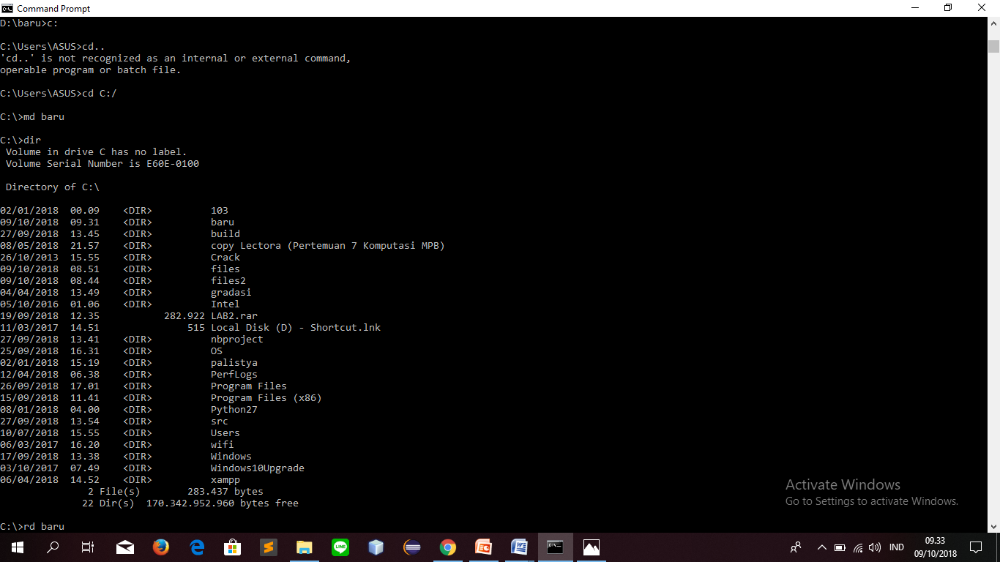 Command Prompt
D:\baru>c:
C:\Users\ASUS>cd..
'cd..' is not recognized as an internal or external command,
operable program or batch file.
C:\Users\ASUS>cd C:/
C:\>md baru
C:\>dir
 Volume in drive C has no label.
 Volume Serial Number is E60E-0100
 Directory of C:\
02/01/2018  00.09    <DIR>          103
09/10/2018  09.31    <DIR>          baru
27/09/2018  13.45    <DIR>          build
08/05/2018  21.57    <DIR>          copy Lectora (Pertemuan 7 Komputasi MPB)
26/10/2013  15.55    <DIR>          Crack
09/10/2018  08.51    <DIR>          files
09/10/2018  08.44    <DIR>          files2
04/04/2018  13.49    <DIR>          gradasi
05/10/2016  01.06    <DIR>          Intel
19/09/2018  12.35           282.922 LAB2.rar
11/03/2017  14.51               515 Local Disk (D) - Shortcut.lnk
27/09/2018  13.41    <DIR>          nbproject
25/09/2018  16.31    <DIR>          OS
02/01/2018  15.19    <DIR>          palistya
12/04/2018  06.38    <DIR>          PerfLogs
26/09/2018  17.01    <DIR>          Program Files
15/09/2018  11.41    <DIR>          Program Files (x86)
08/01/2018  04.00    <DIR>          Python27
27/09/2018  13.54    <DIR>          src
10/07/2018  15.55    <DIR>          Users
06/03/2017  16.20    <DIR>          wifi
17/09/2018  13.38    <DIR>          Windows
03/10/2017  07.49    <DIR>          Windows10Upgrade
06/04/2018  14.52    <DIR>          xampp
               2 File(s)        283.437 bytes
              22 Dir(s)  170.342.952.960 bytes free
C:\>rd baru
Activate Windows
Go to Settings to activate Windows.
LINE
IND
09.33
09/10/2018